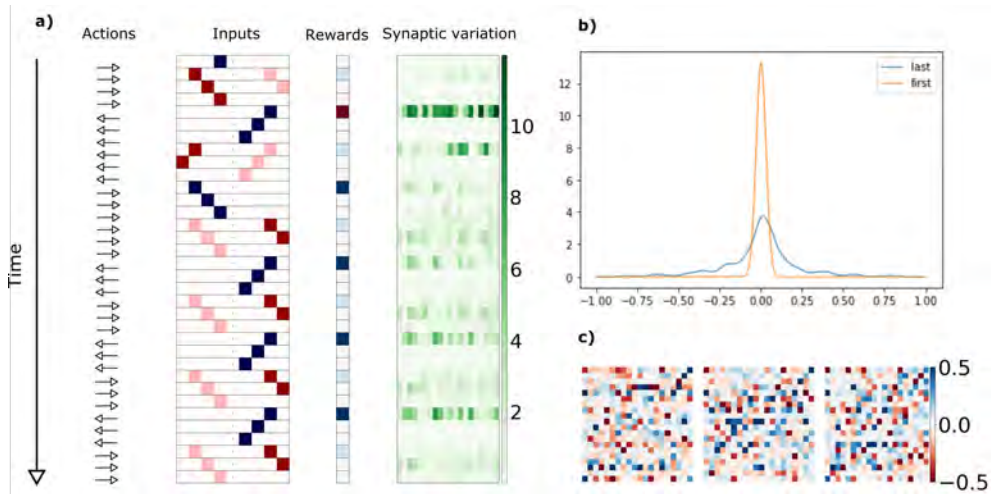 a)
Actions Inputs Rewards Synaptic variation
Time
10
8
6
4
2
b)
last
first
12
10
8
6
4
2
0
−1.00 −0.75 −0.50 −0.25 0.00 0.25 0.50 0.75 1.00
c)
0.5
0.0
−0.5